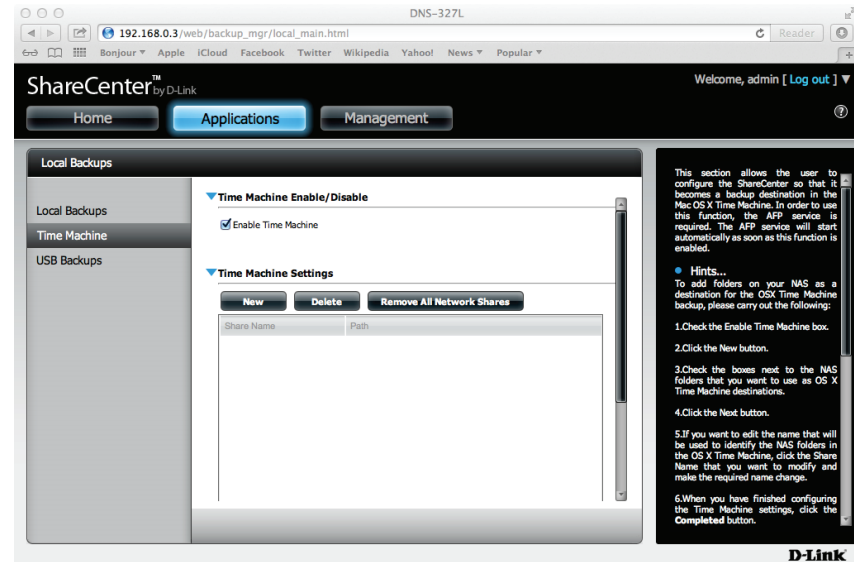 DNS-327L
192.168.0.3/web/backup_mgr/local_main.html
Reader
Bonjour Apple iCloud Facebook Twitter Wikipedia Yahoo! News Popular
ShareCenter™ by D-Link
Welcome, admin [ Log out ]
Home Applications Management
?
Local Backups
Local Backups
Time Machine
USB Backups
Time Machine Enable/Disable
Enable Time Machine
Time Machine Settings
New Delete Remove All Network Shares
Share Name Path
This section allows the user to
configure the ShareCenter so that it
becomes a backup destination in the
Mac OS X Time Machine. In order to use
this function, the AFP service is
required. The AFP service will start
automatically as soon as this function is
enabled.
Hints...
To add folders on your NAS as a
destination for the OSX Time Machine
backup, please carry out the following:
1.Check the Enable Time Machine box.
2.Click the New button.
3.Check the boxes next to the NAS
folders that you want to use as OS X
Time Machine destinations.
4.Click the Next button.
5.If you want to edit the name that will
be used to identify the NAS folders in
the OS X Time Machine, click the Share
Name that you want to modify and
make the required name change.
6.When you have finished configuring
the Time Machine settings, click the
Completed button.
D-Link